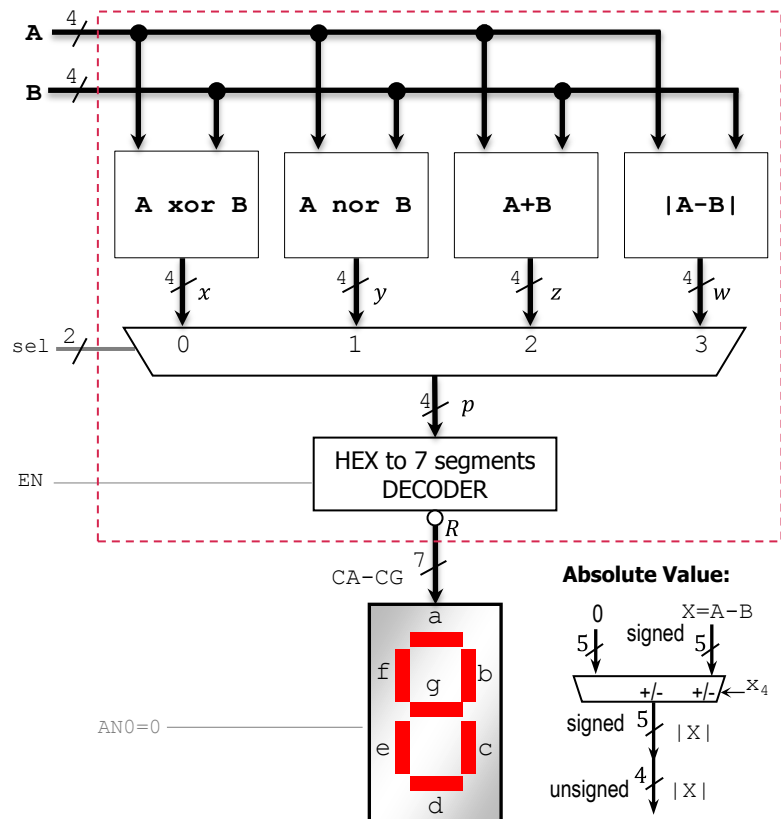 A 4
B 4
A xor B A nor B A+B |A-B|
4 x 4 y 4 z 4 w
sel 2 0 1 2 3
4 p
HEX to 7 segments
DECODER
EN
R
7
CA-CG
a
f b
g
e c
d
AN0=0
Absolute Value:
0 X=A-B
signed
5 5
+/- +/- x4
signed 5 |X|
unsigned 4 |X|